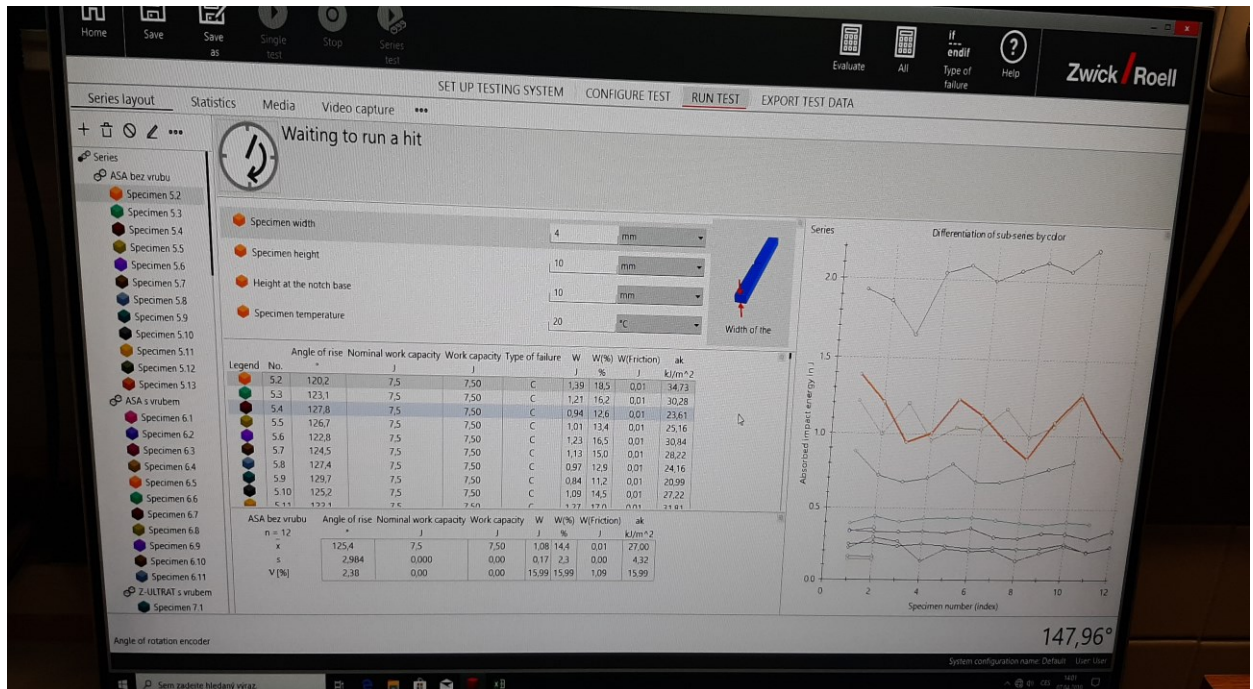 Home
Save
Save as
Single test
Stop
Series test
Evaluate
All
if
---
endif
Type of failure
?
Help
Zwick / Roell
SET UP TESTING SYSTEM CONFIGURE TEST RUN TEST EXPORT TEST DATA
Series layout Statistics Media Video capture •••
Waiting to run a hit
Series
ASA bez vrubu
Specimen 5.2
Specimen 5.3
Specimen 5.4
Specimen 5.5
Specimen 5.6
Specimen 5.7
Specimen 5.8
Specimen 5.9
Specimen 5.10
Specimen 5.11
Specimen 5.12
Specimen 5.13
ASA s vrubem
Specimen 6.1
Specimen 6.2
Specimen 6.3
Specimen 6.4
Specimen 6.5
Specimen 6.6
Specimen 6.7
Specimen 6.8
Specimen 6.9
Specimen 6.10
Specimen 6.11
Z-ULTRAT s vrubem
Specimen 7.1
Specimen width 4 mm
Specimen height 10 mm
Height at the notch base 10 mm
Specimen temperature 20 °C
Width of the
Legend No. Angle of rise Nominal work capacity Work capacity Type of failure W W(%) W(Friction) ak
° J J J % J kJ/m^2
5.2 120,2 7,5 7,50 C 1,39 18,5 0,01 34,73
5.3 123,1 7,5 7,50 C 1,21 16,2 0,01 30,28
5.4 127,8 7,5 7,50 C 0,94 12,6 0,01 23,61
5.5 126,7 7,5 7,50 C 1,01 13,4 0,01 25,16
5.6 122,8 7,5 7,50 C 1,23 16,5 0,01 30,84
5.7 124,5 7,5 7,50 C 1,13 15,0 0,01 28,22
5.8 127,4 7,5 7,50 C 0,97 12,9 0,01 24,16
5.9 129,7 7,5 7,50 C 0,84 11,2 0,01 20,99
5.10 125,2 7,5 7,50 C 1,09 14,5 0,01 27,22
5.11 122,1 7,5 7,50 C 1,27 17,0 0,01 31,81
ASA bez vrubu Angle of rise Nominal work capacity Work capacity W W(%) W(Friction) ak
n = 12 ° J J J % J kJ/m^2
x̄ 125,4 7,5 7,50 1,08 14,4 0,01 27,00
s 2,984 0,000 0,00 0,17 2,3 0,00 4,32
V [%] 2,38 0,00 0,00 15,99 15,99 1,09 15,99
Series
Differentiation of sub-series by color
Absorbed impact energy in J
2.0
1.5
1.0
0.5
0.0
0 2 4 6 8 10 12
Specimen number (index)
Angle of rotation encoder
147,96°
System configuration name: Default User User
Sem zadejte hledaný výraz.
CES
14:01